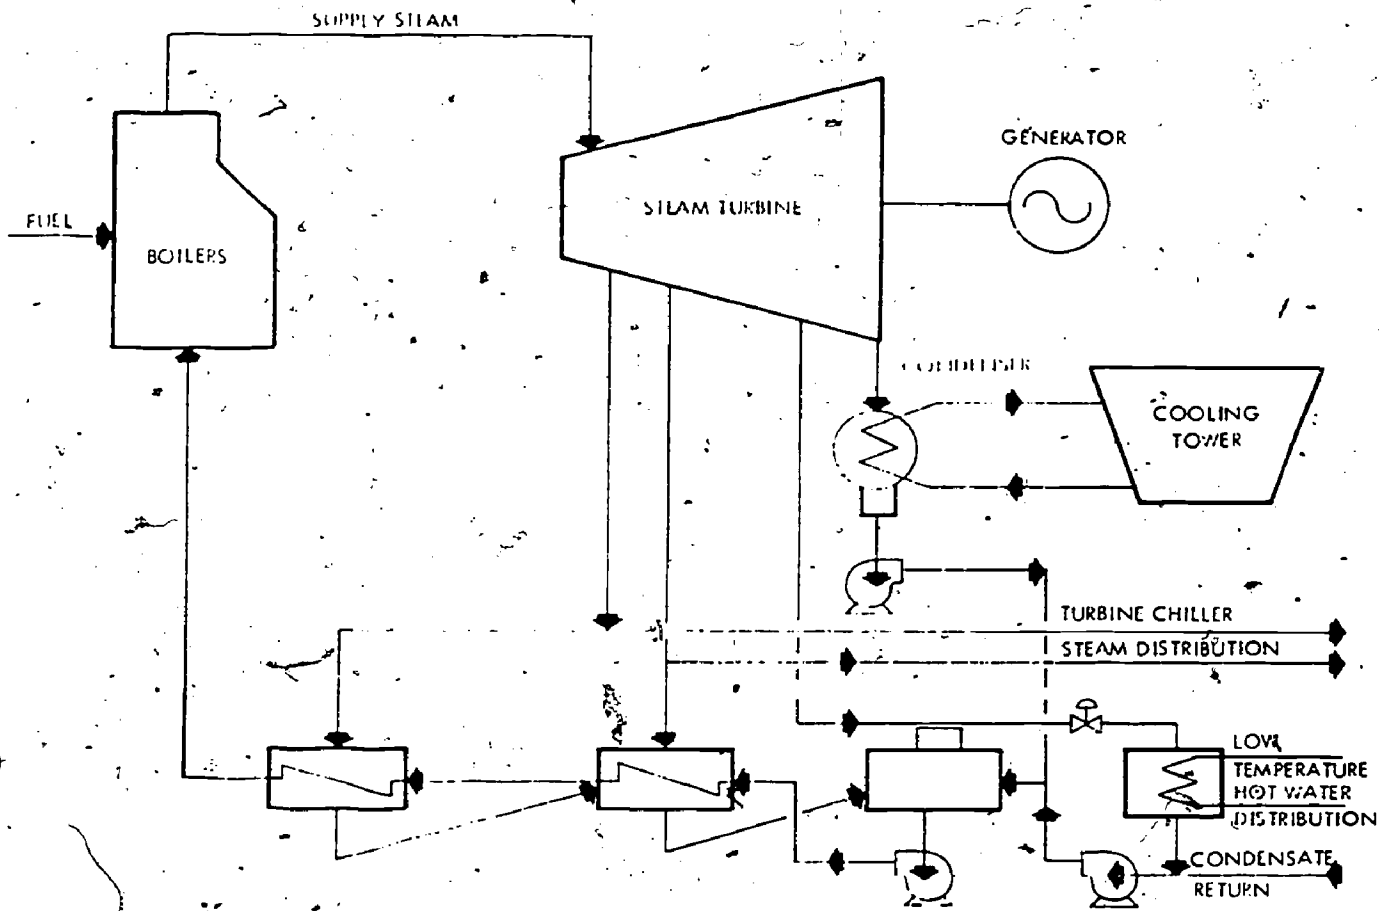 SUPPLY STEAM
GENERATOR
STEAM TURBINE
FUEL
BOILERS
CONDENSER
COOLING
TOWER
TURBINE CHILLER
STEAM DISTRIBUTION
LOW
TEMPERATURE
HOT WATER
DISTRIBUTION
CONDENSATE
RETURN